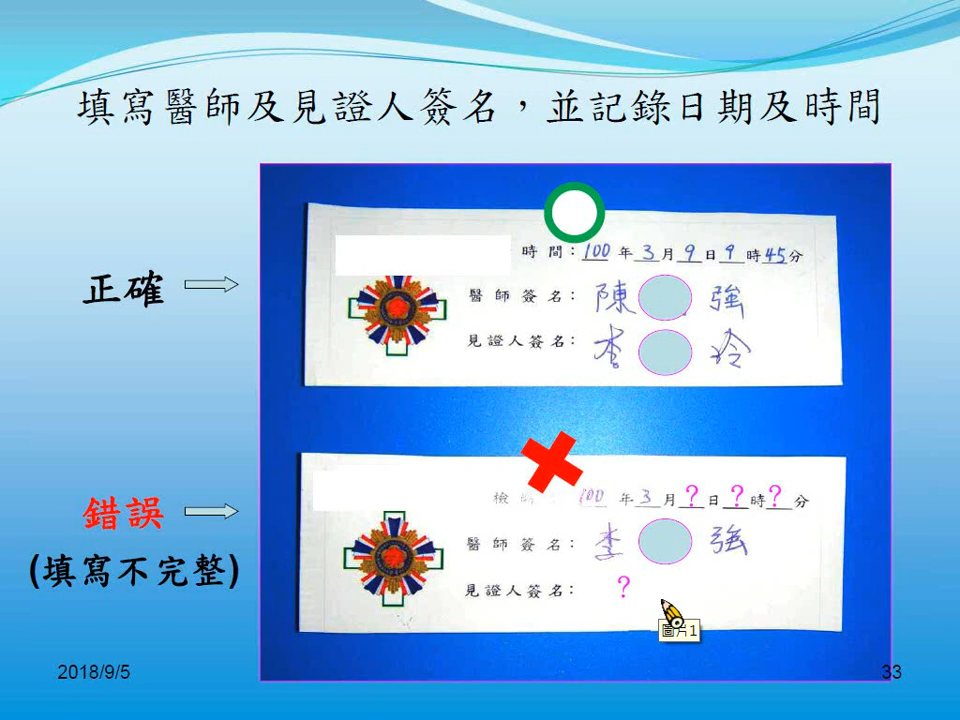 填寫醫師及見證人簽名，並記錄日期及時間
正確
時 間：100 年 3 月 9 日 9 時 45 分
醫 師 簽 名： 陳 強
見 證 人 簽 名： 李 玲
錯誤
(填寫不完整)
檢 100 年 3 月 ? 日 ? 時 ? 分
醫 師 簽 名： 李 強
見 證 人 簽 名： ?
圖片1
2018/9/5
33